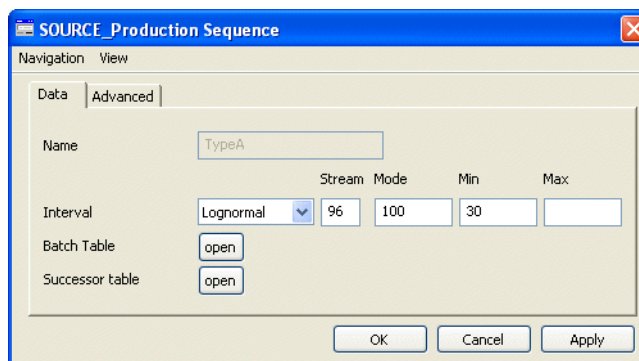 SOURCE_Production Sequence
Navigation View
Data Advanced
Name TypeA
Stream Mode Min Max
Interval Lognormal 96 100 30
Batch Table open
Successor table open
OK Cancel Apply